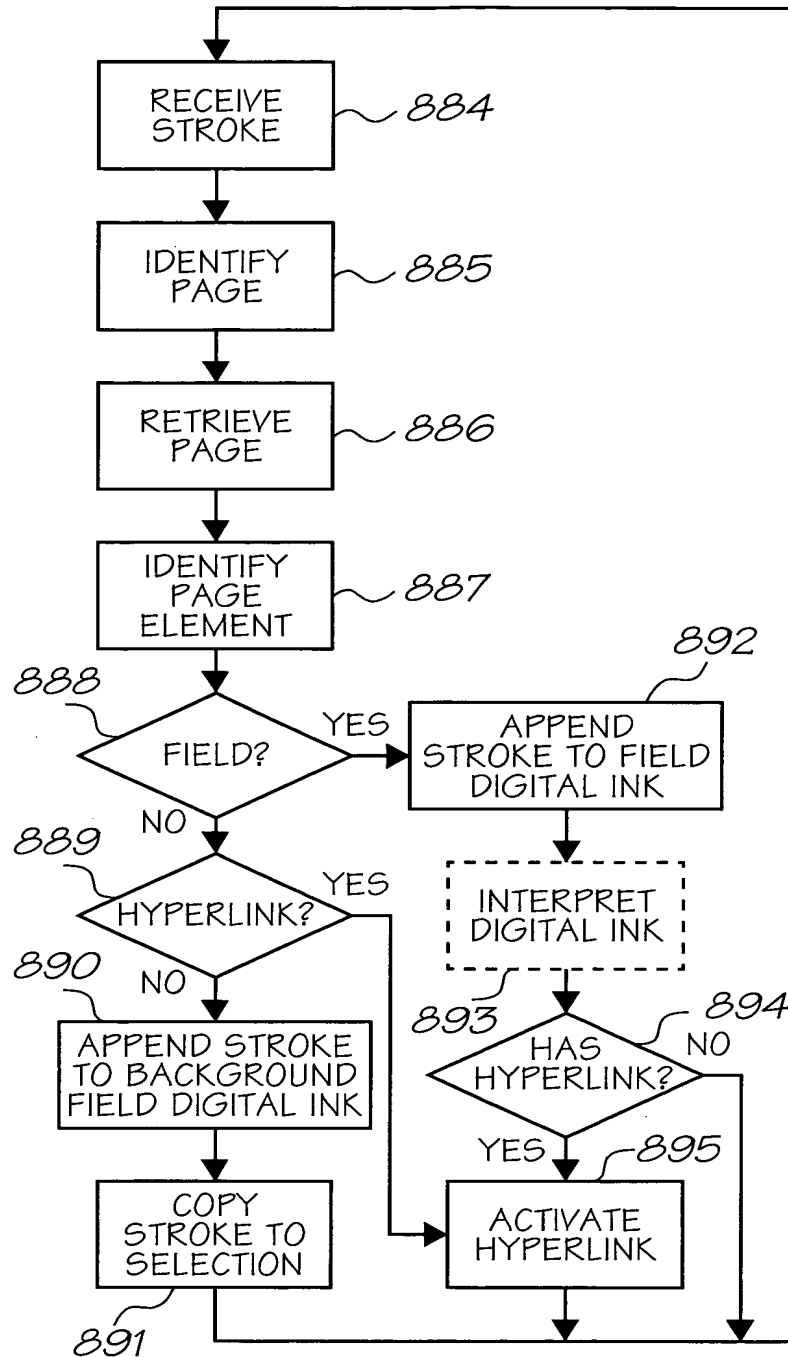 RECEIVE
STROKE
884
IDENTIFY
PAGE
885
RETRIEVE
PAGE
886
IDENTIFY
PAGE
ELEMENT
887
888
FIELD?
YES
NO
892
APPEND
STROKE TO FIELD
DIGITAL INK
889
HYPERLINK?
YES
NO
INTERPRET
DIGITAL INK
893
890
APPEND STROKE
TO BACKGROUND
FIELD DIGITAL INK
894
HAS
HYPERLINK?
NO
YES
895
COPY
STROKE TO
SELECTION
891
ACTIVATE
HYPERLINK